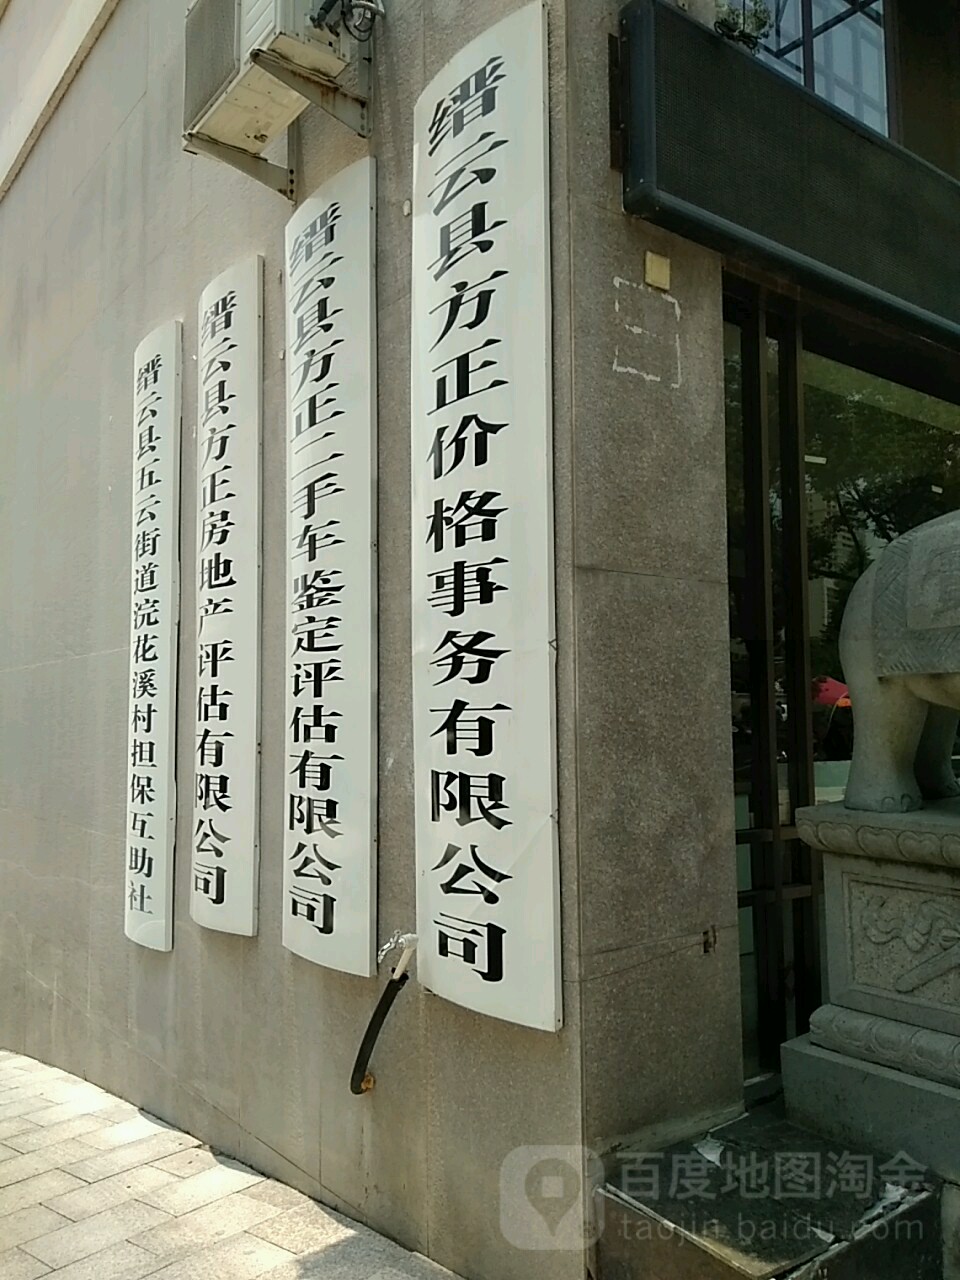 缙云县方正价格事务有限公司
缙云县方正二手车鉴定评估有限公司
缙云县方正房地产评估有限公司
缙云县五云街道浣花溪村担保互助社
百度地图淘金
taojin.baidu.com